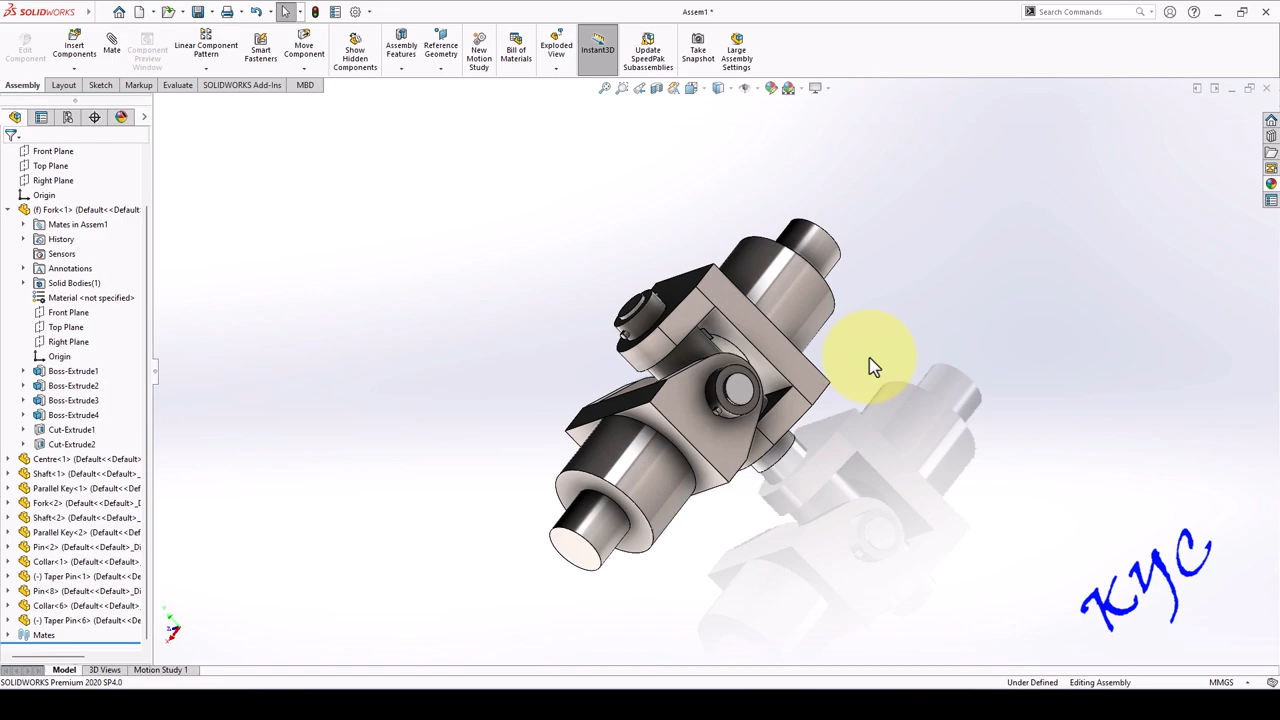 SOLIDWORKS
Assem1 *
Search Commands
Edit Component
Insert Components
Mate
Component Preview Window
Linear Component Pattern
Smart Fasteners
Move Component
Show Hidden Components
Assembly Features
Reference Geometry
New Motion Study
Bill of Materials
Exploded View
Instant3D
Update SpeedPak Subassemblies
Take Snapshot
Large Assembly Settings
Assembly Layout Sketch Markup Evaluate SOLIDWORKS Add-Ins MBD
Front Plane
Top Plane
Right Plane
Origin
(f) Fork<1> (Default<<Default
Mates in Assem1
History
Sensors
Annotations
Solid Bodies(1)
Material <not specified>
Front Plane
Top Plane
Right Plane
Origin
Boss-Extrude1
Boss-Extrude2
Boss-Extrude3
Boss-Extrude4
Cut-Extrude1
Cut-Extrude2
Centre<1> (Default<<Default_
Shaft<1> (Default<<Default_D
Parallel Key<1> (Default<<De
Fork<2> (Default<<Default_D
Shaft<2> (Default<<Default_
Parallel Key<2> (Default<<De
Pin<2> (Default<<Default_Di
Collar<1> (Default<<Default_
(-) Taper Pin<1> (Default<<De
Pin<8> (Default<<Default_Di
Collar<6> (Default<<Default_
(-) Taper Pin<6> (Default<<De
Mates
KYC
Model 3D Views Motion Study 1
SOLIDWORKS Premium 2020 SP4.0
Under Defined Editing Assembly MMGS